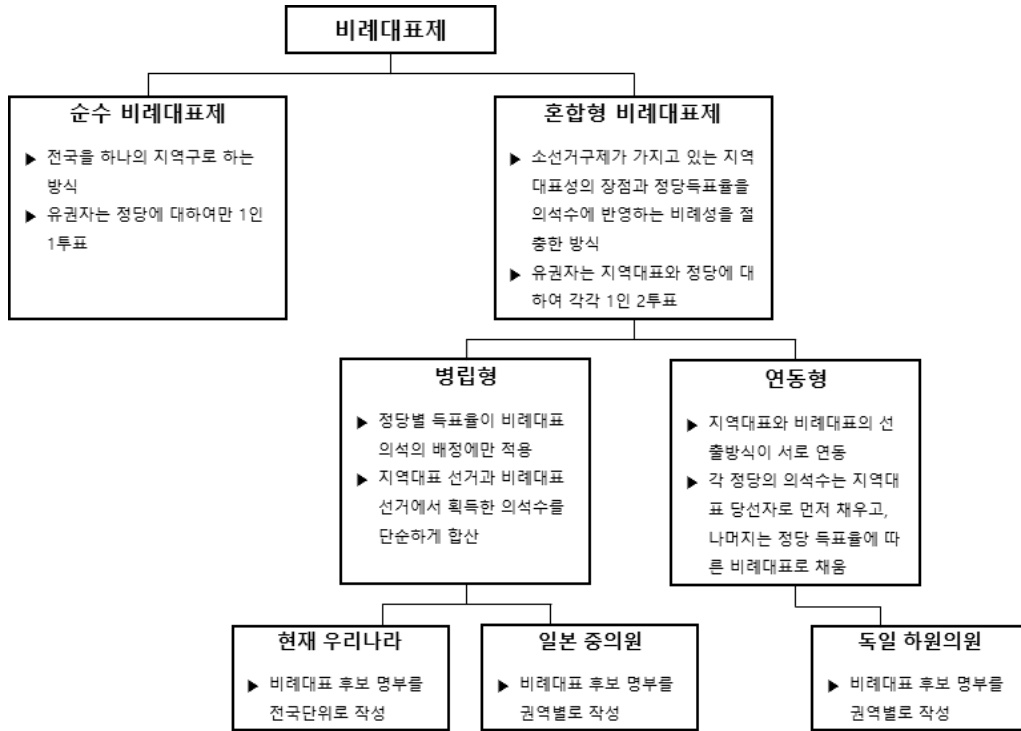 비례대표제
순수 비례대표제
▶ 전국을 하나의 지역구로 하는
방식
▶ 유권자는 정당에 대하여만 1인
1투표
혼합형 비례대표제
▶ 소선거구제가 가지고 있는 지역
대표성의 장점과 정당득표율을
의석수에 반영하는 비례성을 절
충한 방식
▶ 유권자는 지역대표와 정당에 대
하여 각각 1인 2투표
병립형
▶ 정당별 득표율이 비례대표
의석의 배정에만 적용
▶ 지역대표 선거과 비례대표
선거에서 획득한 의석수를
단순하게 합산
연동형
▶ 지역대표와 비례대표의 선
출방식이 서로 연동
▶ 각 정당의 의석수는 지역대
표 당선자로 먼저 채우고,
나머지는 정당 득표율에 따
른 비례대표로 채움
현재 우리나라
▶ 비례대표 후보 명부를
전국단위로 작성
일본 중의원
▶ 비례대표 후보 명부를
권역별로 작성
독일 하원의원
▶ 비례대표 후보 명부를
권역별로 작성